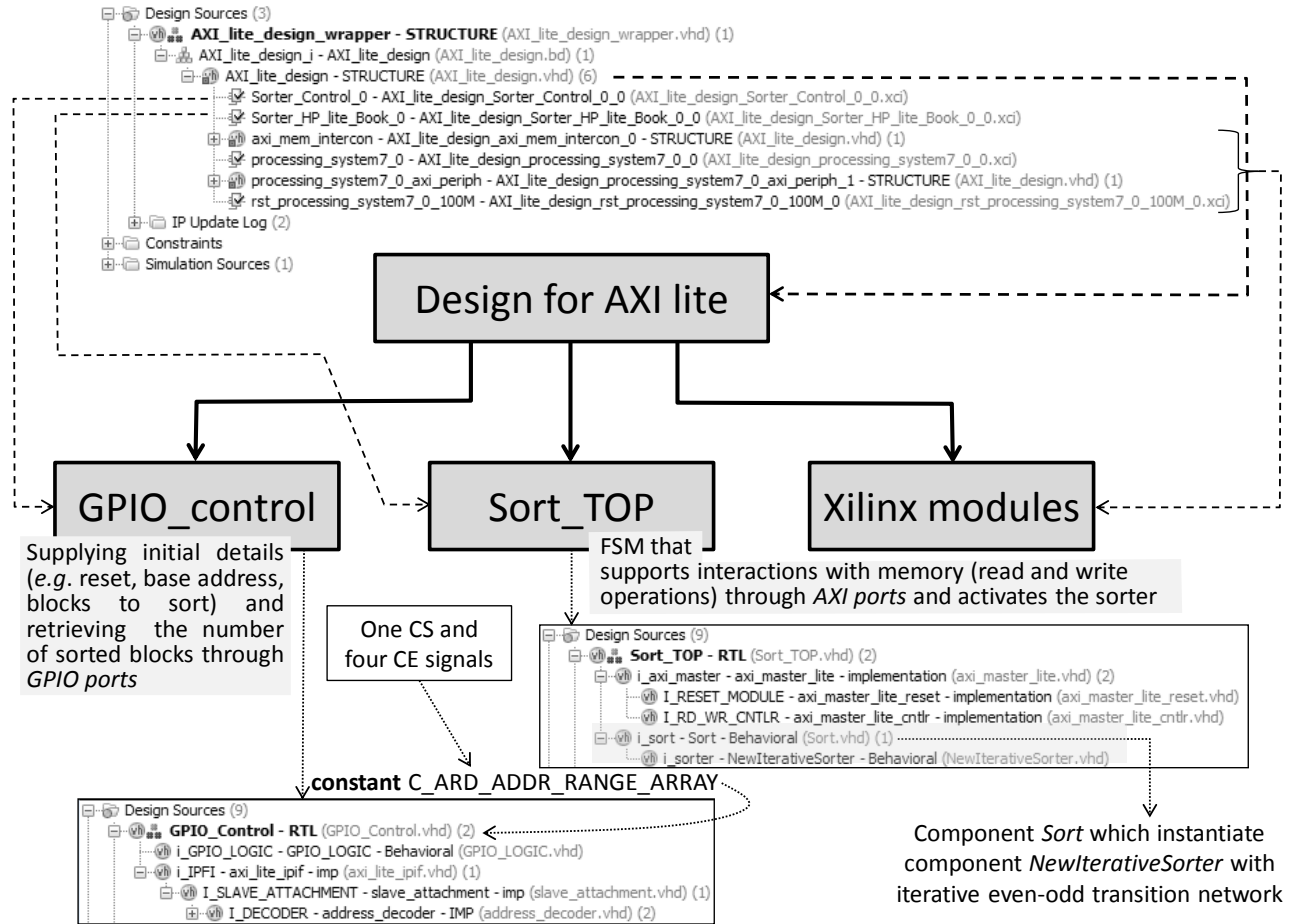 Design Sources (3)
AXI_lite_design_wrapper - STRUCTURE (AXI_lite_design_wrapper.vhd) (1)
AXI_lite_design_i - AXI_lite_design (AXI_lite_design.bd) (1)
AXI_lite_design - STRUCTURE (AXI_lite_design.vhd) (6)
Sorter_Control_0 - AXI_lite_design_Sorter_Control_0_0 (AXI_lite_design_Sorter_Control_0_0.xci)
Sorter_HP_lite_Book_0 - AXI_lite_design_Sorter_HP_lite_Book_0_0 (AXI_lite_design_Sorter_HP_lite_Book_0_0.xci)
axi_mem_intercon - AXI_lite_design_axi_mem_intercon_0 - STRUCTURE (AXI_lite_design.vhd) (1)
processing_system7_0 - AXI_lite_design_processing_system7_0_0 (AXI_lite_design_processing_system7_0_0.xci)
processing_system7_0_axi_periph - AXI_lite_design_processing_system7_0_axi_periph_1 - STRUCTURE (AXI_lite_design.vhd) (1)
rst_processing_system7_0_100M - AXI_lite_design_rst_processing_system7_0_100M_0 (AXI_lite_design_rst_processing_system7_0_100M_0.xci)
IP Update Log (2)
Constraints
Simulation Sources (1)
Design for AXI lite
GPIO_control
Sort_TOP
Xilinx modules
Supplying initial details
(e.g. reset, base address,
blocks to sort) and
retrieving the number
of sorted blocks through
GPIO ports
FSM that
supports interactions with memory (read and write
operations) through AXI ports and activates the sorter
One CS and
four CE signals
Design Sources (9)
Sort_TOP - RTL (Sort_TOP.vhd) (2)
i_axi_master - axi_master_lite - implementation (axi_master_lite.vhd) (2)
I_RESET_MODULE - axi_master_lite_reset - implementation (axi_master_lite_reset.vhd)
I_RD_WR_CNTLR - axi_master_lite_cntlr - implementation (axi_master_lite_cntlr.vhd)
i_sort - Sort - Behavioral (Sort.vhd) (1)
i_sorter - NewIterativeSorter - Behavioral (NewIterativeSorter.vhd)
constant C_ARD_ADDR_RANGE_ARRAY
Design Sources (9)
GPIO_Control - RTL (GPIO_Control.vhd) (2)
i_GPIO_LOGIC - GPIO_LOGIC - Behavioral (GPIO_LOGIC.vhd)
i_IPFI - axi_lite_ipif - imp (axi_lite_ipif.vhd) (1)
I_SLAVE_ATTACHMENT - slave_attachment - imp (slave_attachment.vhd) (1)
I_DECODER - address_decoder - IMP (address_decoder.vhd) (2)
Component Sort which instantiate
component NewIterativeSorter with
iterative even-odd transition network